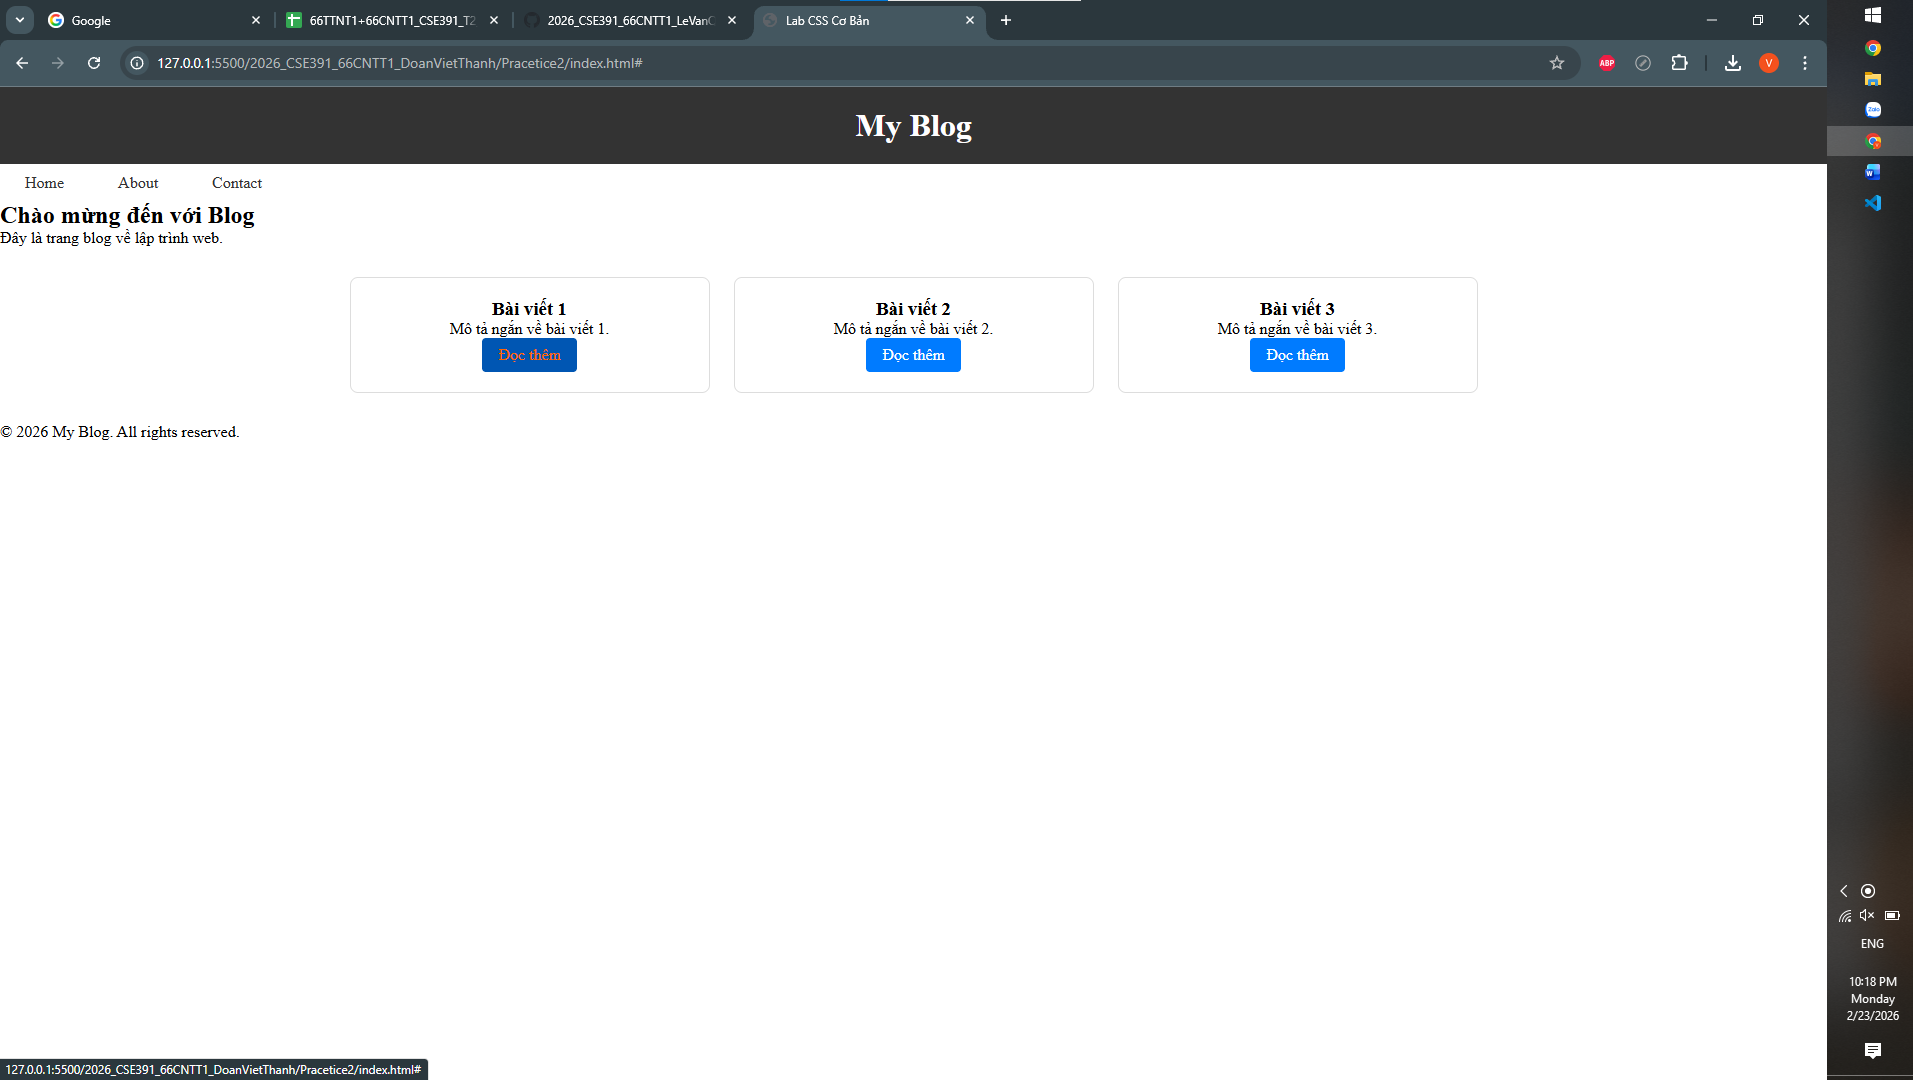 Google
66TTNT1+66CNTT1_CSE391_T2
2026_CSE391_66CNTT1_LeVanC
Lab CSS Cơ Bản
127.0.0.1:5500/2026_CSE391_66CNTT1_DoanVietThanh/Pracetice2/index.html#
ABP
V
My Blog
Home About Contact
Chào mừng đến với Blog
Đây là trang blog về lập trình web.
Bài viết 1
Mô tả ngắn về bài viết 1.
Đọc thêm
Bài viết 2
Mô tả ngắn về bài viết 2.
Đọc thêm
Bài viết 3
Mô tả ngắn về bài viết 3.
Đọc thêm
© 2026 My Blog. All rights reserved.
127.0.0.1:5500/2026_CSE391_66CNTT1_DoanVietThanh/Pracetice2/index.html#
Zalo
W
ENG
10:18 PM
Monday
2/23/2026